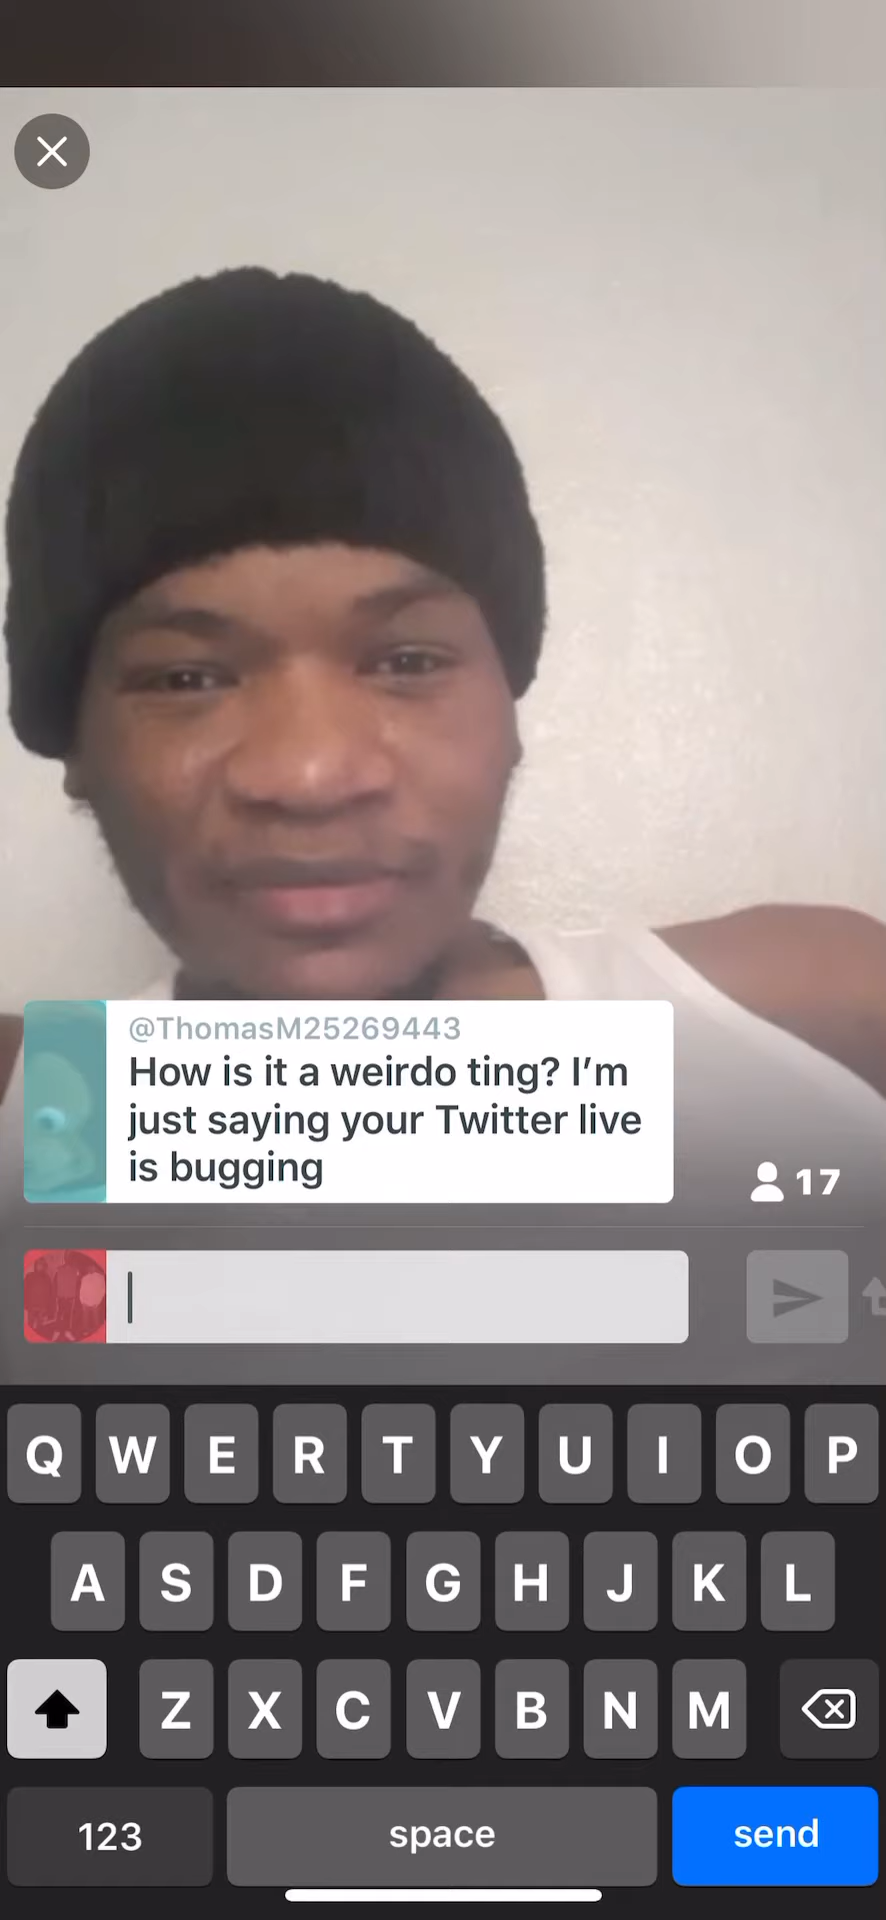 @ThomasM25269443
How is it a weirdo ting? I’m
just saying your Twitter live
is bugging
17
Q W E R T Y U I O P
A S D F G H J K L
Z X C V B N M
123 space send